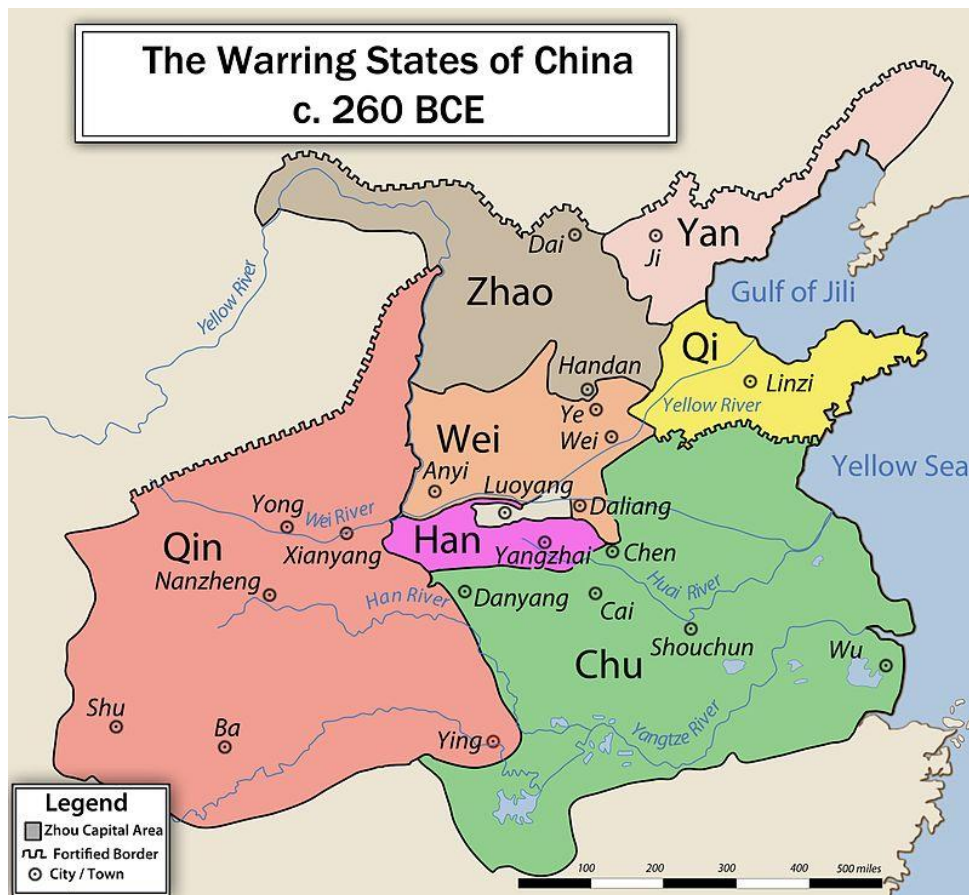 The Warring States of China
c. 260 BCE
Dai
Ji
Yan
Zhao
Gulf of Jili
Yellow River
Qi
Linzi
Handan
Ye
Yellow River
Wei
Wei
Yellow Sea
Anyi
Luoyang
Daliang
Yong
Wei River
Han
Qin
Xianyang
Yangzhai
Chen
Nanzheng
Han River
Danyang
Cai
Huai River
Shouchun
Chu
Wu
Shu
Ba
Ying
Yangtze River
Legend
Zhou Capital Area
Fortified Border
City / Town
100 200 300 400 500 miles